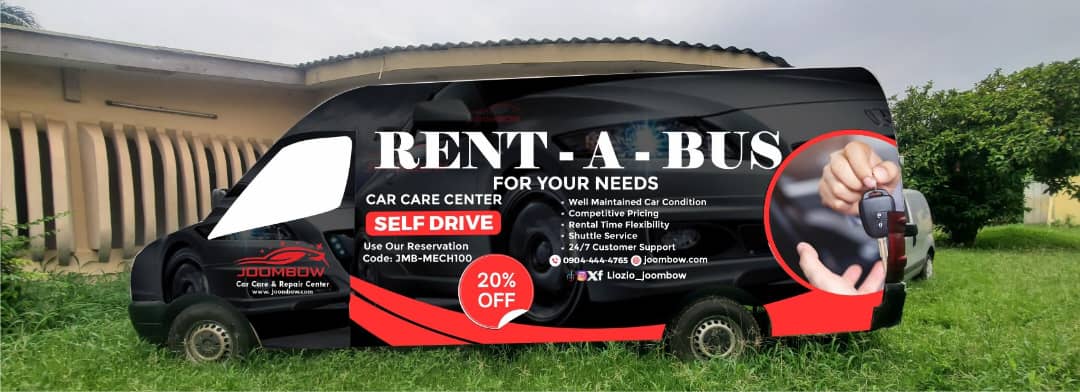 RENT - A - BUS
FOR YOUR NEEDS
CAR CARE CENTER
SELF DRIVE
Use Our Reservation
Code: JMB-MECH100
Well Maintained Car Condition
Competitive Pricing
Rental Time Flexibility
Shuttle Service
24/7 Customer Support
0904-444-4765 joombow.com
Xf Liozio_joombow
20%
OFF
JOOMBOW
Car Care & Repair Center
www.joombow.com